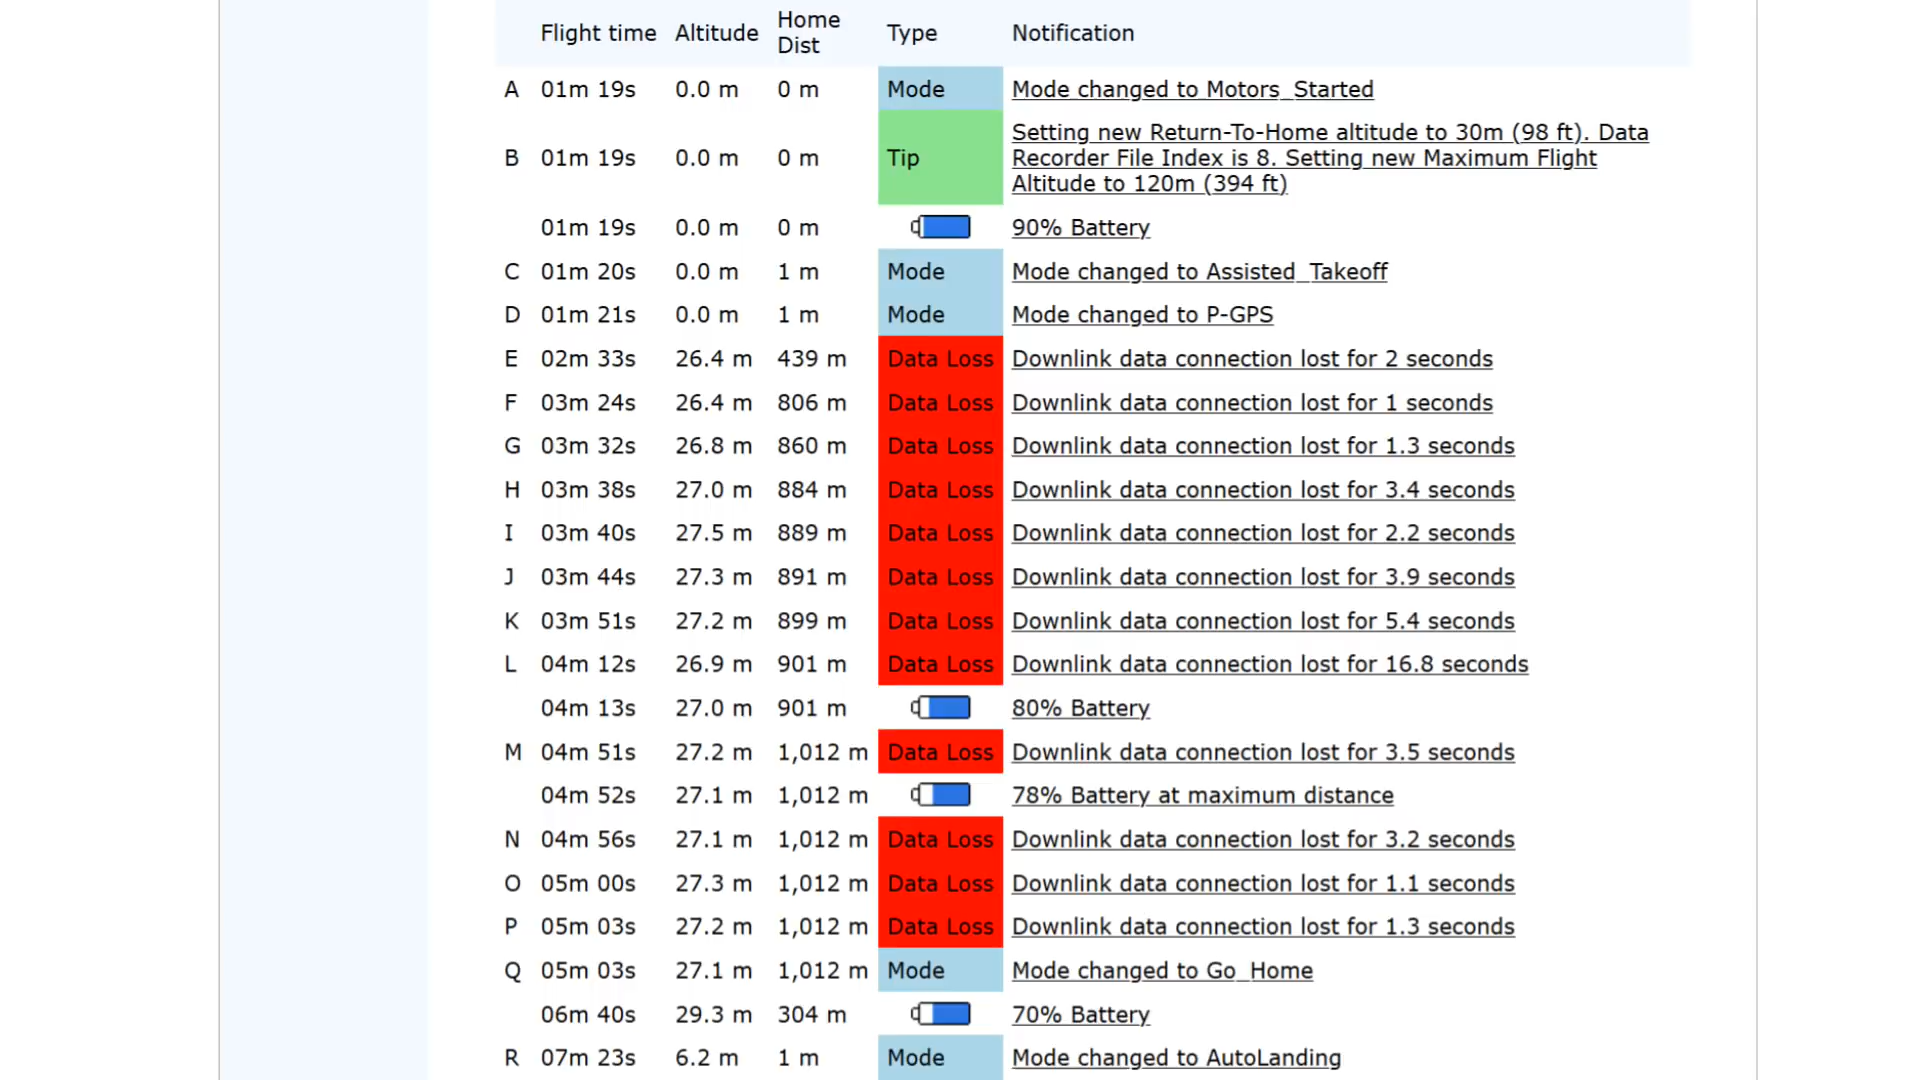 Flight time Altitude Home Dist Type Notification
A 01m 19s 0.0 m 0 m Mode Mode changed to Motors_Started
B 01m 19s 0.0 m 0 m Tip Setting new Return-To-Home altitude to 30m (98 ft). Data
Recorder File Index is 8. Setting new Maximum Flight
Altitude to 120m (394 ft)
01m 19s 0.0 m 0 m 90% Battery
C 01m 20s 0.0 m 1 m Mode Mode changed to Assisted_Takeoff
D 01m 21s 0.0 m 1 m Mode Mode changed to P-GPS
E 02m 33s 26.4 m 439 m Data Loss Downlink data connection lost for 2 seconds
F 03m 24s 26.4 m 806 m Data Loss Downlink data connection lost for 1 seconds
G 03m 32s 26.8 m 860 m Data Loss Downlink data connection lost for 1.3 seconds
H 03m 38s 27.0 m 884 m Data Loss Downlink data connection lost for 3.4 seconds
I 03m 40s 27.5 m 889 m Data Loss Downlink data connection lost for 2.2 seconds
J 03m 44s 27.3 m 891 m Data Loss Downlink data connection lost for 3.9 seconds
K 03m 51s 27.2 m 899 m Data Loss Downlink data connection lost for 5.4 seconds
L 04m 12s 26.9 m 901 m Data Loss Downlink data connection lost for 16.8 seconds
04m 13s 27.0 m 901 m 80% Battery
M 04m 51s 27.2 m 1,012 m Data Loss Downlink data connection lost for 3.5 seconds
04m 52s 27.1 m 1,012 m 78% Battery at maximum distance
N 04m 56s 27.1 m 1,012 m Data Loss Downlink data connection lost for 3.2 seconds
O 05m 00s 27.3 m 1,012 m Data Loss Downlink data connection lost for 1.1 seconds
P 05m 03s 27.2 m 1,012 m Data Loss Downlink data connection lost for 1.3 seconds
Q 05m 03s 27.1 m 1,012 m Mode Mode changed to Go_Home
06m 40s 29.3 m 304 m 70% Battery
R 07m 23s 6.2 m 1 m Mode Mode changed to AutoLanding